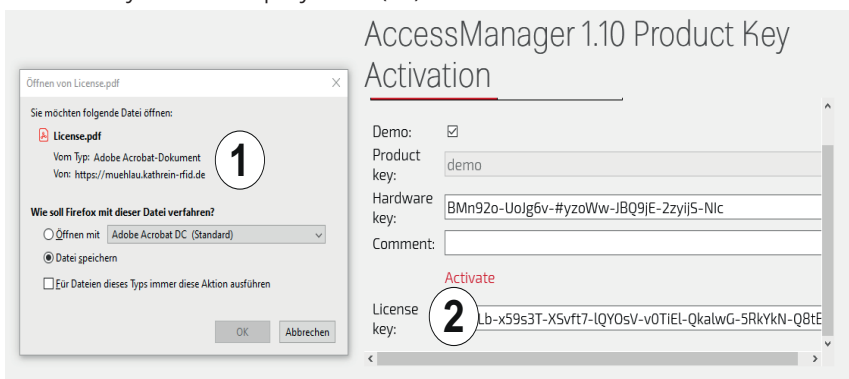 Öffnen von License.pdf
Sie möchten folgende Datei öffnen:
License.pdf
Vom Typ: Adobe Acrobat-Dokument
Von: https://muehlau.kathrein-rfid.de
1
Wie soll Firefox mit dieser Datei verfahren?
Öffnen mit Adobe Acrobat DC (Standard)
Datei speichern
Für Dateien dieses Typs immer diese Aktion ausführen
OK Abbrechen
AccessManager 1.10 Product Key
Activation
Demo:
Product
key:
demo
Hardware
key:
BMn92o-UoJg6v-#yzoWw-JBQ9jE-2zyijS-NIc
Comment:
Activate
License
key:
2
Lb-x59s3T-XSvft7-lQYOsV-v0TiEl-QkalwG-5RkYkN-Q8tE